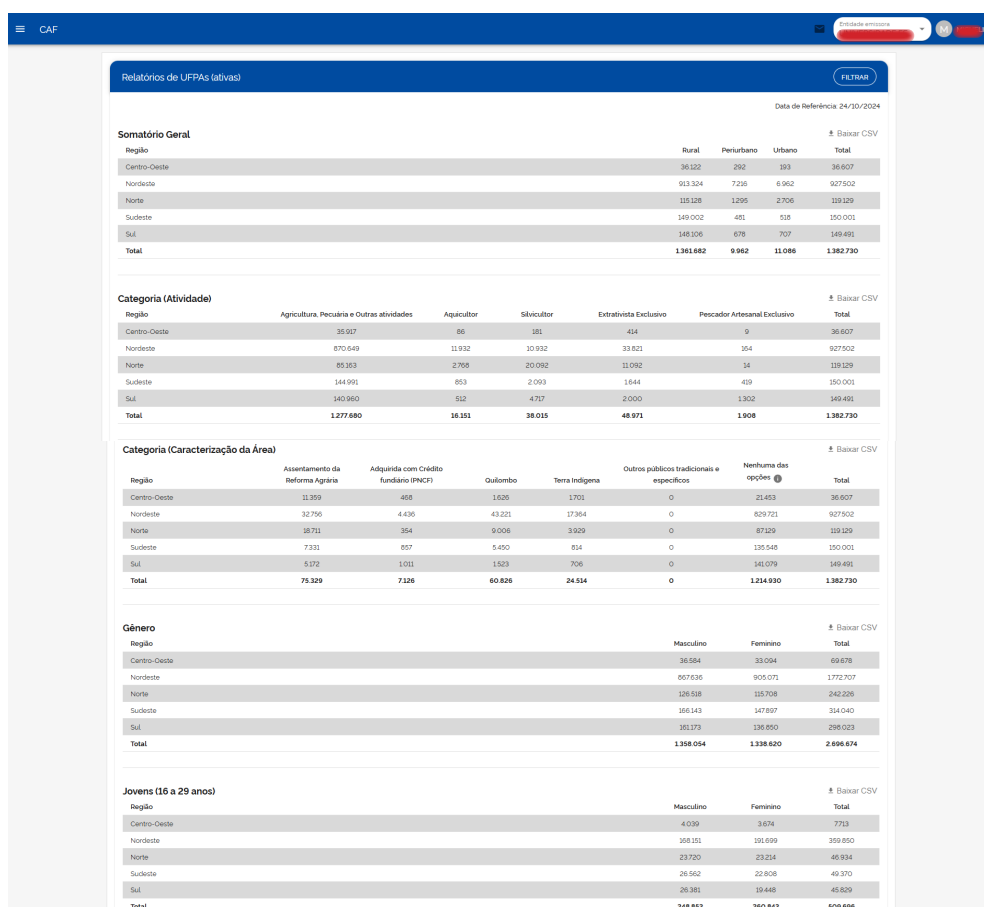 CAF
Entidade emissora
M
Relatórios de UFPAs (ativas) FILTRAR
Data de Referência: 24/10/2024
Somatório Geral Baixar CSV
Região Rural Periurbano Urbano Total
Centro-Oeste 36.122 292 193 36.607
Nordeste 913.324 7.216 6.962 927.502
Norte 115.128 1.295 2.706 119.129
Sudeste 149.002 481 518 150.001
Sul 148.106 678 707 149.491
Total 1.361.682 9.962 11.086 1.382.730
Categoria (Atividade) Baixar CSV
Região Agricultura, Pecuária e Outras atividades Aquicultor Silvicultor Extrativista Exclusivo Pescador Artesanal Exclusivo Total
Centro-Oeste 35.917 86 181 414 9 36.607
Nordeste 870.649 11.932 10.932 33.821 164 927.502
Norte 85.163 2.768 20.092 11.092 14 119.129
Sudeste 144.991 853 2.093 1.644 419 150.001
Sul 140.960 512 4.717 2.000 1.302 149.491
Total 1.277.680 16.151 38.015 48.971 1.908 1.382.730
Categoria (Caracterização da Área) Baixar CSV
Assentamento da Adquirida com Crédito Outros públicos tradicionais e Nenhuma das
Região Reforma Agrária fundiário (PNCF) Quilombo Terra Indígena específicos opções Total
Centro-Oeste 11.359 468 1.626 1.701 0 21.453 36.607
Nordeste 32.756 4.436 43.221 17.364 0 829.721 927.502
Norte 18.711 354 9.006 3.929 0 87.129 119.129
Sudeste 7.331 857 5.450 814 0 135.548 150.001
Sul 5.172 1.011 1.523 706 0 141.079 149.491
Total 75.329 7.126 60.826 24.514 0 1.214.930 1.382.730
Gênero Baixar CSV
Região Masculino Feminino Total
Centro-Oeste 36.584 33.094 69.678
Nordeste 867.636 905.071 1.772.707
Norte 126.518 115.708 242.226
Sudeste 166.143 147.897 314.040
Sul 161.173 136.850 298.023
Total 1.358.054 1.338.620 2.696.674
Jovens (16 a 29 anos) Baixar CSV
Região Masculino Feminino Total
Centro-Oeste 4.039 3.674 7.713
Nordeste 168.151 191.699 359.850
Norte 23.720 23.214 46.934
Sudeste 26.562 22.808 49.370
Sul 26.381 19.448 45.829
Total 248.853 260.843 509.696